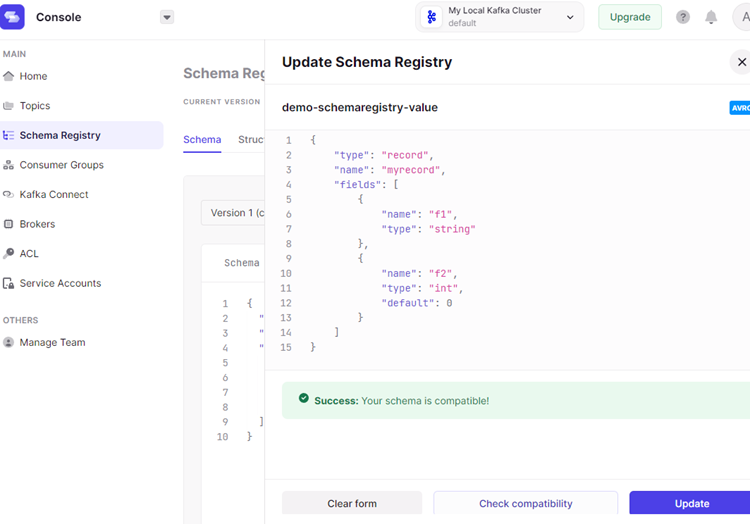 Console
My Local Kafka Cluster
default
Upgrade
?
A
MAIN
Home
Topics
Schema Registry
Consumer Groups
Kafka Connect
Brokers
ACL
Service Accounts
OTHERS
Manage Team
Schema Reg
CURRENT VERSION
Schema
Struct
Version 1 (c
Schema
1 {
2 "
3 "
4 "
5
6
7
8
9 ]
10 }
Update Schema Registry
demo-schemaregistry-value
AVRO
1 {
2 "type": "record",
3 "name": "myrecord",
4 "fields": [
5 {
6 "name": "f1",
7 "type": "string"
8 },
9 {
10 "name": "f2",
11 "type": "int",
12 "default": 0
13 }
14 ]
15 }
Success: Your schema is compatible!
Clear form
Check compatibility
Update